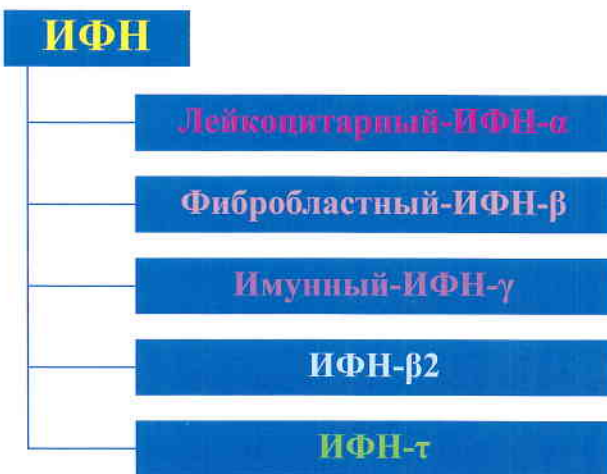 ИФН
Лейкоцитарный-ИФН-α
Фибробластный-ИФН-β
Имунный-ИФН-γ
ИФН-β2
ИФН-τ